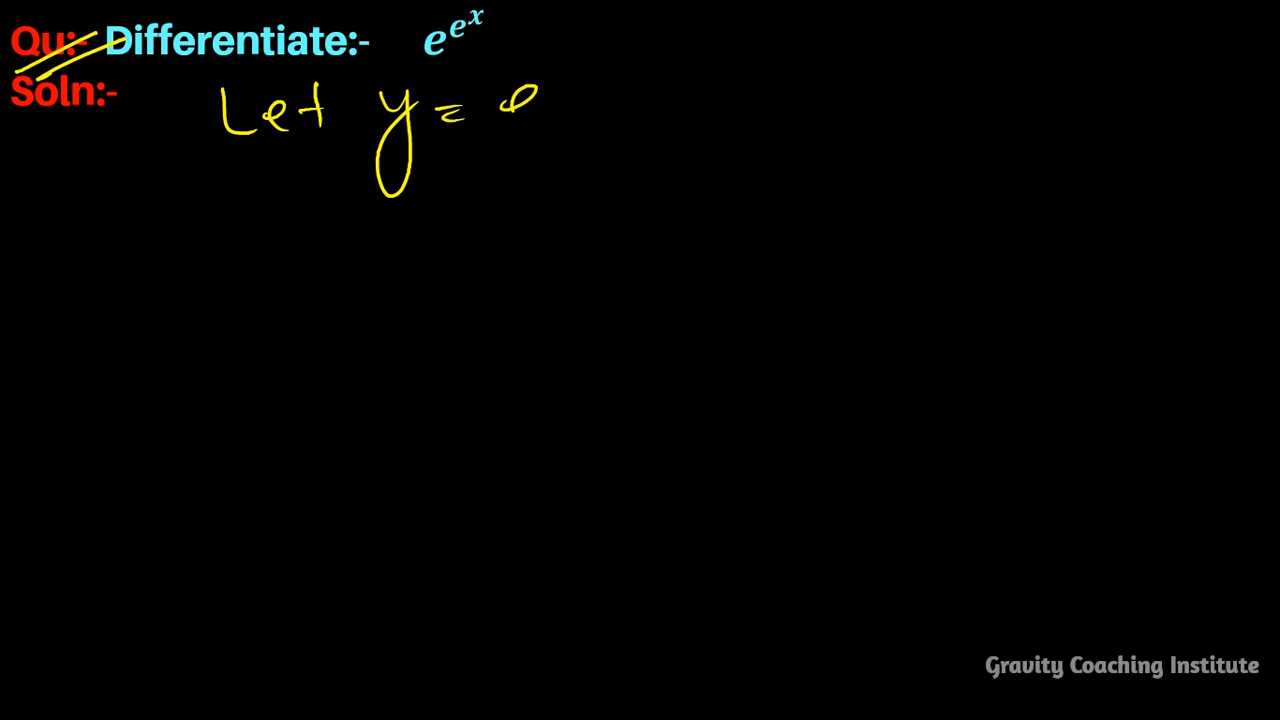 Qu:- Differentiate:- e^{e^x}
Soln:- Let y = e
Gravity Coaching Institute